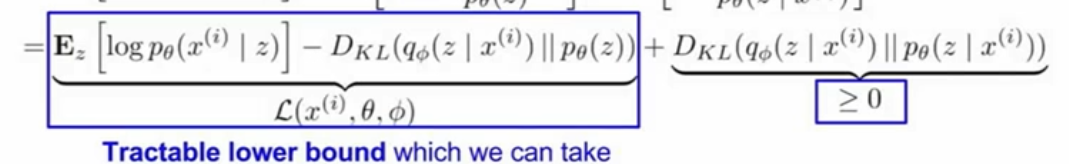 = E_z [log p_θ(x^(i) | z)] − D_KL(q_ϕ(z | x^(i)) || p_θ(z)) + D_KL(q_ϕ(z | x^(i)) || p_θ(z | x^(i)))
L(x^(i), θ, ϕ) ≥ 0
Tractable lower bound which we can take